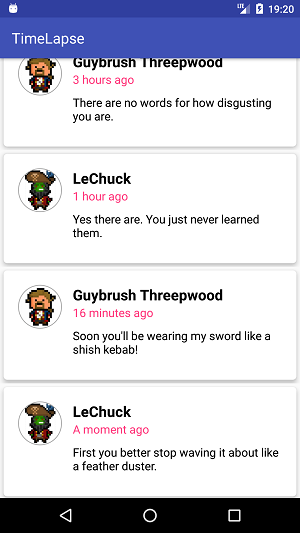 LTE 19:20
TimeLapse
Guybrush Threepwood
3 hours ago
There are no words for how disgusting
you are.
LeChuck
1 hour ago
Yes there are. You just never learned
them.
Guybrush Threepwood
16 minutes ago
Soon you'll be wearing my sword like a
shish kebab!
LeChuck
A moment ago
First you better stop waving it about like
a feather duster.